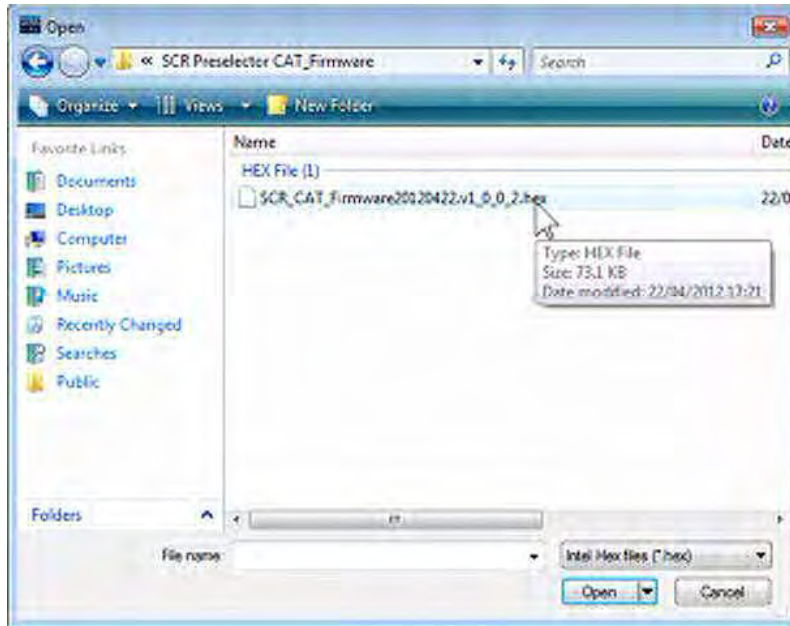 Open
« SCR Preselector CAT_Firmware
Search
Organize Views New Folder
Favorite Links
Documents
Desktop
Computer
Pictures
Music
Recently Changed
Searches
Public
Folders
Name Date
HEX File (1)
SCR_CAT_Firmware20120422.v1_0_0_2.hex 22/0
Type: HEX File
Size: 73.1 KB
Date modified: 22/04/2012 13:21
File name: Intel Hex files (*.hex)
Open Cancel